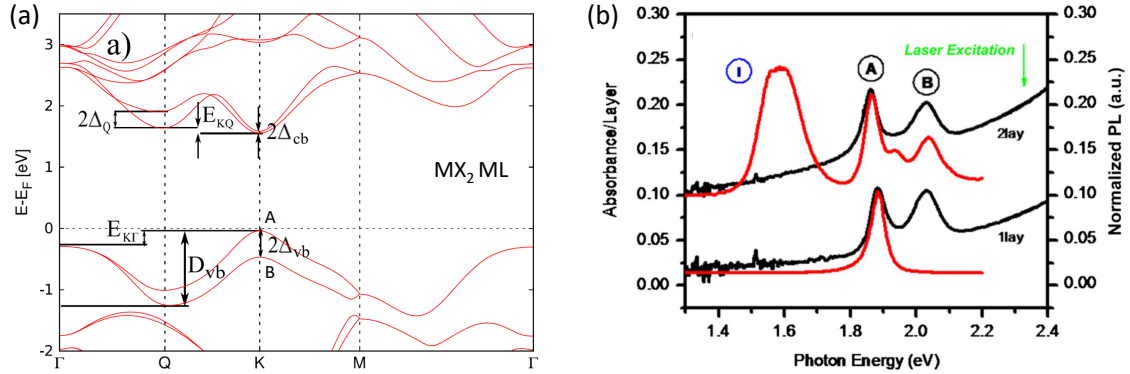 (a)
a)
3
2
1
0
-1
-2
E-E_F [eV]
2Δ_Q
E_KQ
2Δ_cb
MX₂ ML
E_KΓ
A
2Δ_vb
D_vb
B
Γ Q K M Γ
(b)
0.30 0.30
0.25 0.25
0.20 0.20
0.15 0.15
0.10 0.10
0.05 0.05
0.00 0.00
Absorbance/Layer
Normalized PL (a.u.)
I
A
B
Laser Excitation
2lay
1lay
1.4 1.6 1.8 2.0 2.2 2.4
Photon Energy (eV)